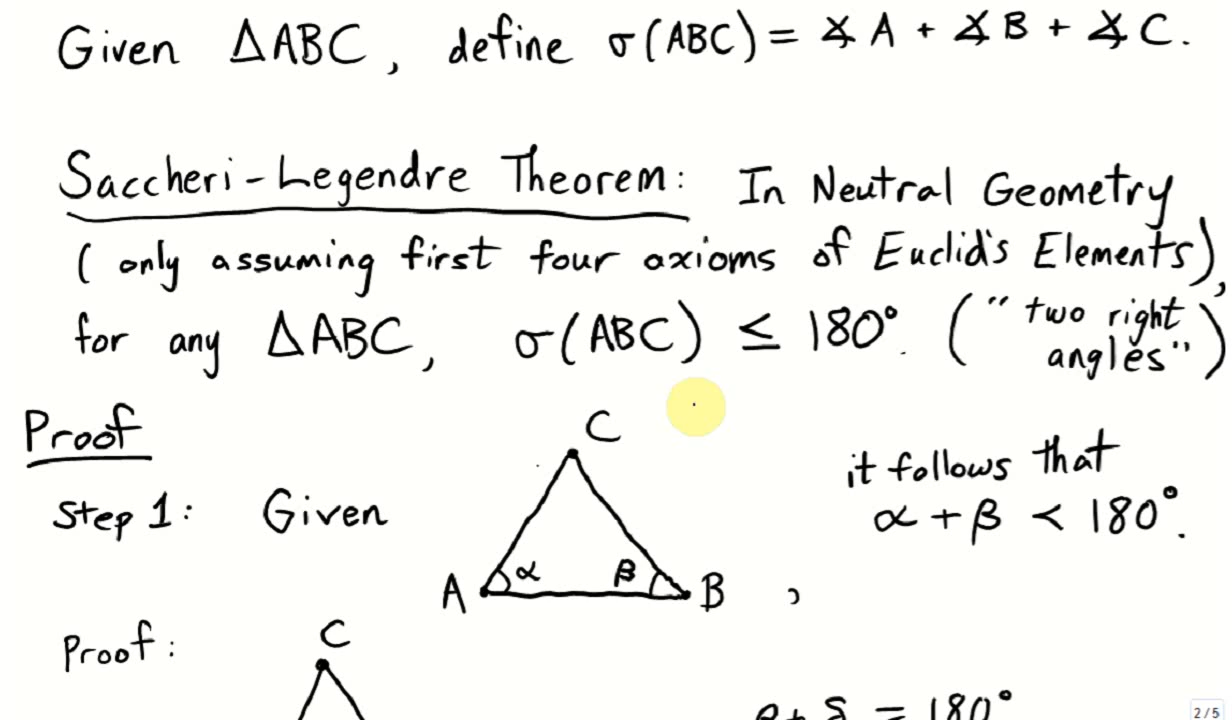 Given ΔABC, define σ(ABC) = ∡A + ∡B + ∡C.
Saccheri-Legendre Theorem: In Neutral Geometry
(only assuming first four axioms of Euclid's Elements),
for any ΔABC, σ(ABC) ≤ 180°. ("two right
angles")
Proof
C
it follows that
Step 1: Given
α + β < 180°.
α
β
A
B ,
Proof:
C
β + δ = 180°
2/5